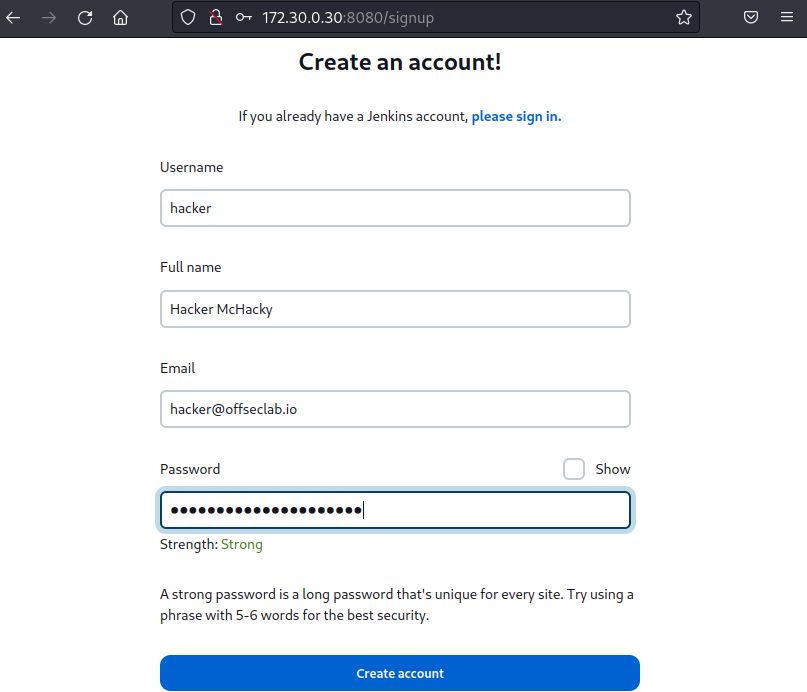 172.30.0.30:8080/signup
Create an account!
If you already have a Jenkins account, please sign in.
Username
hacker
Full name
Hacker McHacky
Email
hacker@offseclab.io
Password
Show
●●●●●●●●●●●●●●●●●●●●●
Strength: Strong
A strong password is a long password that's unique for every site. Try using a
phrase with 5-6 words for the best security.
Create account